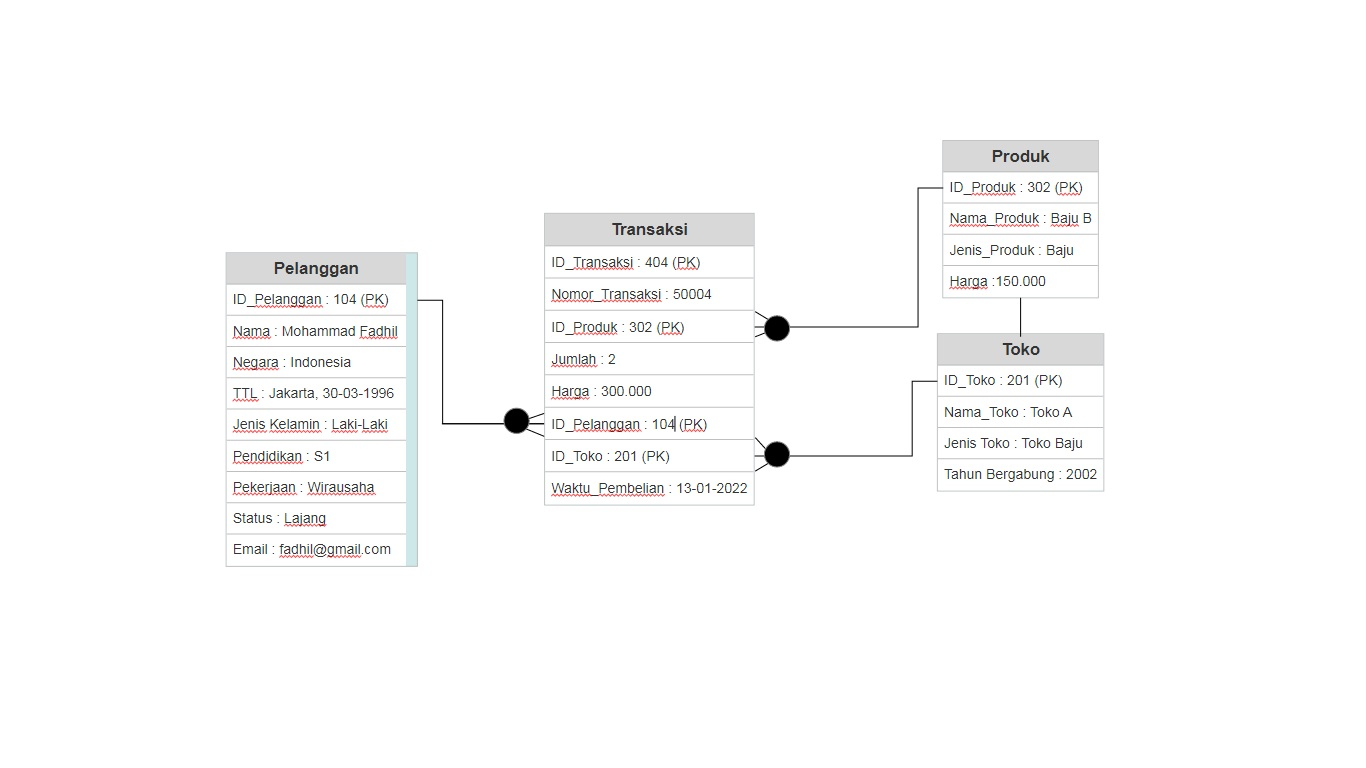 Pelanggan
ID_Pelanggan : 104 (PK)
Nama : Mohammad Fadhil
Negara : Indonesia
TTL : Jakarta, 30-03-1996
Jenis Kelamin : Laki-Laki
Pendidikan : S1
Pekerjaan : Wirausaha
Status : Lajang
Email : fadhil@gmail.com
Transaksi
ID_Transaksi : 404 (PK)
Nomor_Transaksi : 50004
ID_Produk : 302 (PK)
Jumlah : 2
Harga : 300.000
ID_Pelanggan : 104 (PK)
ID_Toko : 201 (PK)
Waktu_Pembelian : 13-01-2022
Produk
ID_Produk : 302 (PK)
Nama_Produk : Baju B
Jenis_Produk : Baju
Harga :150.000
Toko
ID_Toko : 201 (PK)
Nama_Toko : Toko A
Jenis Toko : Toko Baju
Tahun Bergabung : 2002